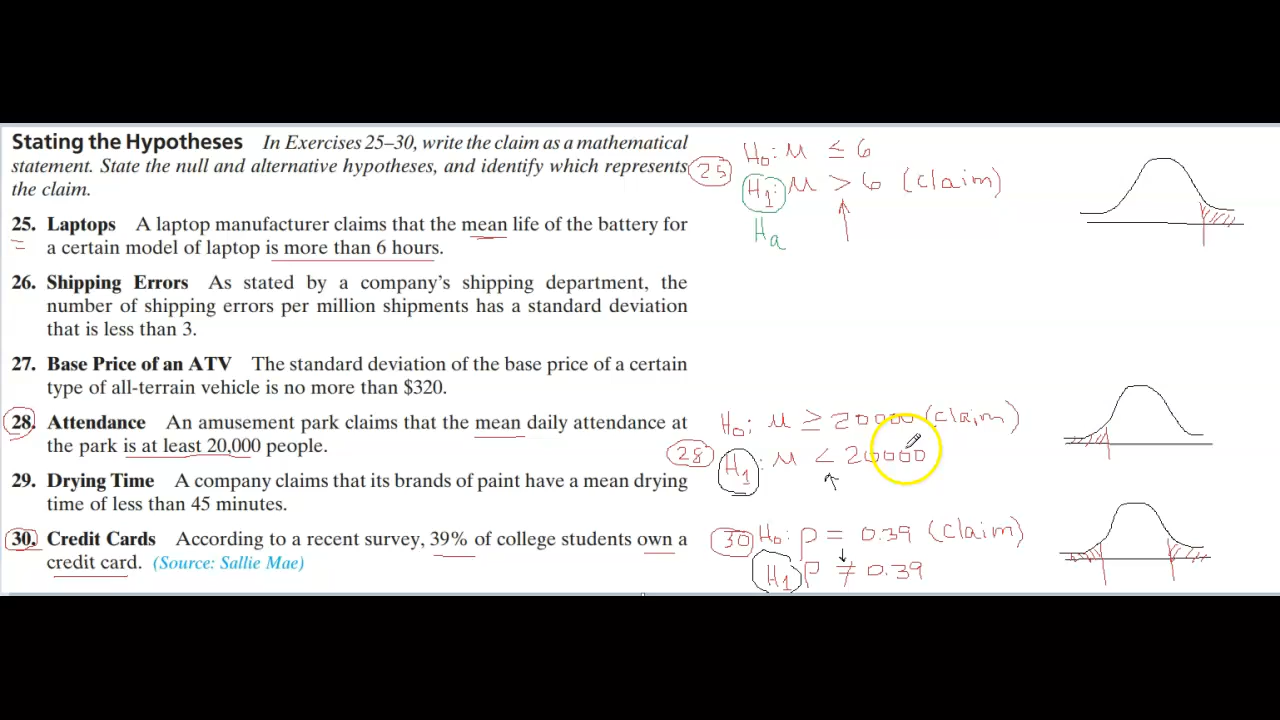 Stating the Hypotheses In Exercises 25–30, write the claim as a mathematical
statement. State the null and alternative hypotheses, and identify which represents
the claim.
25. Laptops A laptop manufacturer claims that the mean life of the battery for
a certain model of laptop is more than 6 hours.
26. Shipping Errors As stated by a company's shipping department, the
number of shipping errors per million shipments has a standard deviation
that is less than 3.
27. Base Price of an ATV The standard deviation of the base price of a certain
type of all-terrain vehicle is no more than $320.
28. Attendance An amusement park claims that the mean daily attendance at
the park is at least 20,000 people.
29. Drying Time A company claims that its brands of paint have a mean drying
time of less than 45 minutes.
30. Credit Cards According to a recent survey, 39% of college students own a
credit card. (Source: Sallie Mae)
25
H₀: μ ≤ 6
H₁: μ > 6 (claim)
Hₐ
28
H₀: μ ≥ 20000 (claim)
H₁: μ < 20000
30
H₀: p = 0.39 (claim)
H₁ p ≠ 0.39